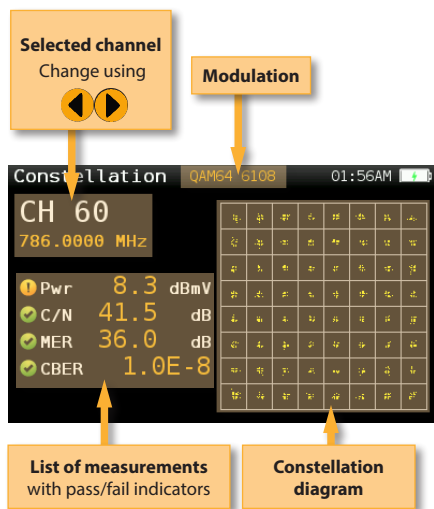 Selected channel
Change using
Modulation
Constellation QAM64 6108 01:56AM
CH 60
786.0000 MHz
Pwr 8.3 dBmV
C/N 41.5 dB
MER 36.0 dB
CBER 1.0E-8
List of measurements
with pass/fail indicators
Constellation
diagram